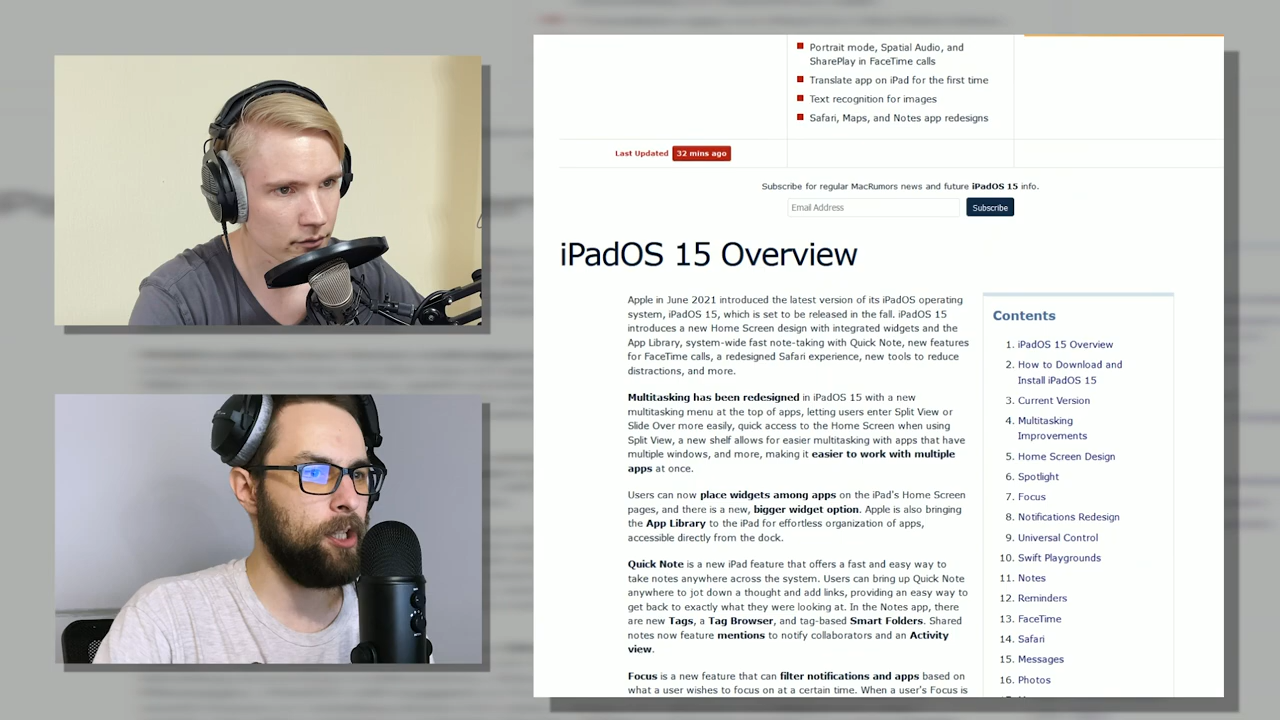 Portrait mode, Spatial Audio, and
SharePlay in FaceTime calls
Translate app on iPad for the first time
Text recognition for images
Safari, Maps, and Notes app redesigns
Last Updated 32 mins ago
Subscribe for regular MacRumors news and future iPadOS 15 info.
Email Address Subscribe
iPadOS 15 Overview
Apple in June 2021 introduced the latest version of its iPadOS operating
system, iPadOS 15, which is set to be released in the fall. iPadOS 15
introduces a new Home Screen design with integrated widgets and the
App Library, system-wide fast note-taking with Quick Note, new features
for FaceTime calls, a redesigned Safari experience, new tools to reduce
distractions, and more.
Multitasking has been redesigned in iPadOS 15 with a new
multitasking menu at the top of apps, letting users enter Split View or
Slide Over more easily, quick access to the Home Screen when using
Split View, a new shelf allows for easier multitasking with apps that have
multiple windows, and more, making it easier to work with multiple
apps at once.
Users can now place widgets among apps on the iPad's Home Screen
pages, and there is a new, bigger widget option. Apple is also bringing
the App Library to the iPad for effortless organization of apps,
accessible directly from the dock.
Quick Note is a new iPad feature that offers a fast and easy way to
take notes anywhere across the system. Users can bring up Quick Note
anywhere to jot down a thought and add links, providing an easy way to
get back to exactly what they were looking at. In the Notes app, there
are new Tags, a Tag Browser, and tag-based Smart Folders. Shared
notes now feature mentions to notify collaborators and an Activity
view.
Focus is a new feature that can filter notifications and apps based on
what a user wishes to focus on at a certain time. When a user's Focus is
Contents
1. iPadOS 15 Overview
2. How to Download and
Install iPadOS 15
3. Current Version
4. Multitasking
Improvements
5. Home Screen Design
6. Spotlight
7. Focus
8. Notifications Redesign
9. Universal Control
10. Swift Playgrounds
11. Notes
12. Reminders
13. FaceTime
14. Safari
15. Messages
16. Photos